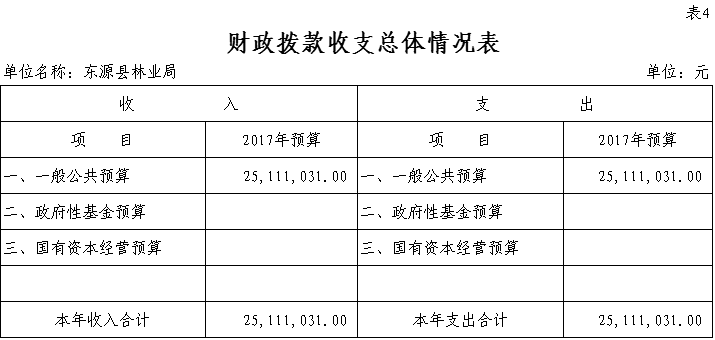 表4
财政拨款收支总体情况表
单位名称：东源县林业局 单位：元
收 入 支 出
项 目 2017年预算 项 目 2017年预算
一、一般公共预算 25,111,031.00 一、一般公共预算 25,111,031.00
二、政府性基金预算 二、政府性基金预算
三、国有资本经营预算 三、国有资本经营预算
本年收入合计 25,111,031.00 本年支出合计 25,111,031.00